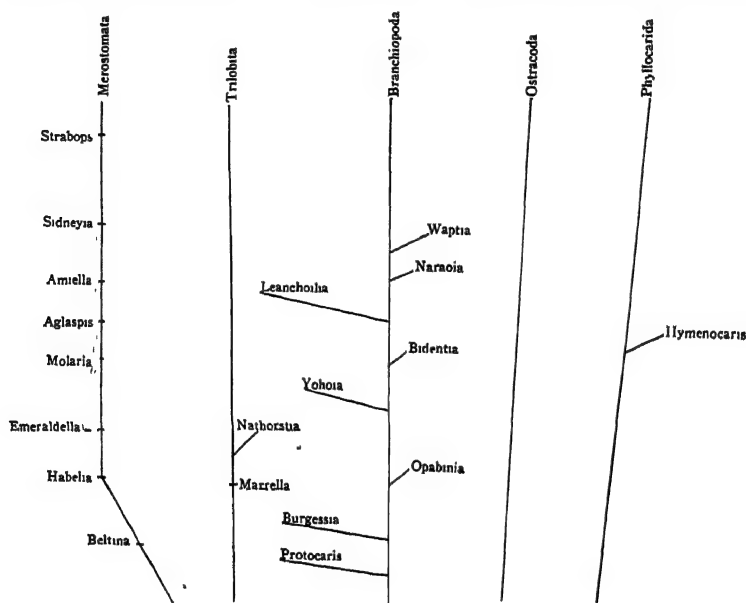 Merostomata
Trilobita
Branchiopoda
Ostracoda
Phyllocarida
Strabops
Sidneyia
Waptia
Naraoia
Amiella
Leanchoilia
Aglaspis
Hymenocaris
Bidentia
Molaria
Yohoia
Nathorstia
Emeraldella
Opabinia
Habelia
Marrella
Burgessia
Beltina
Protocaris